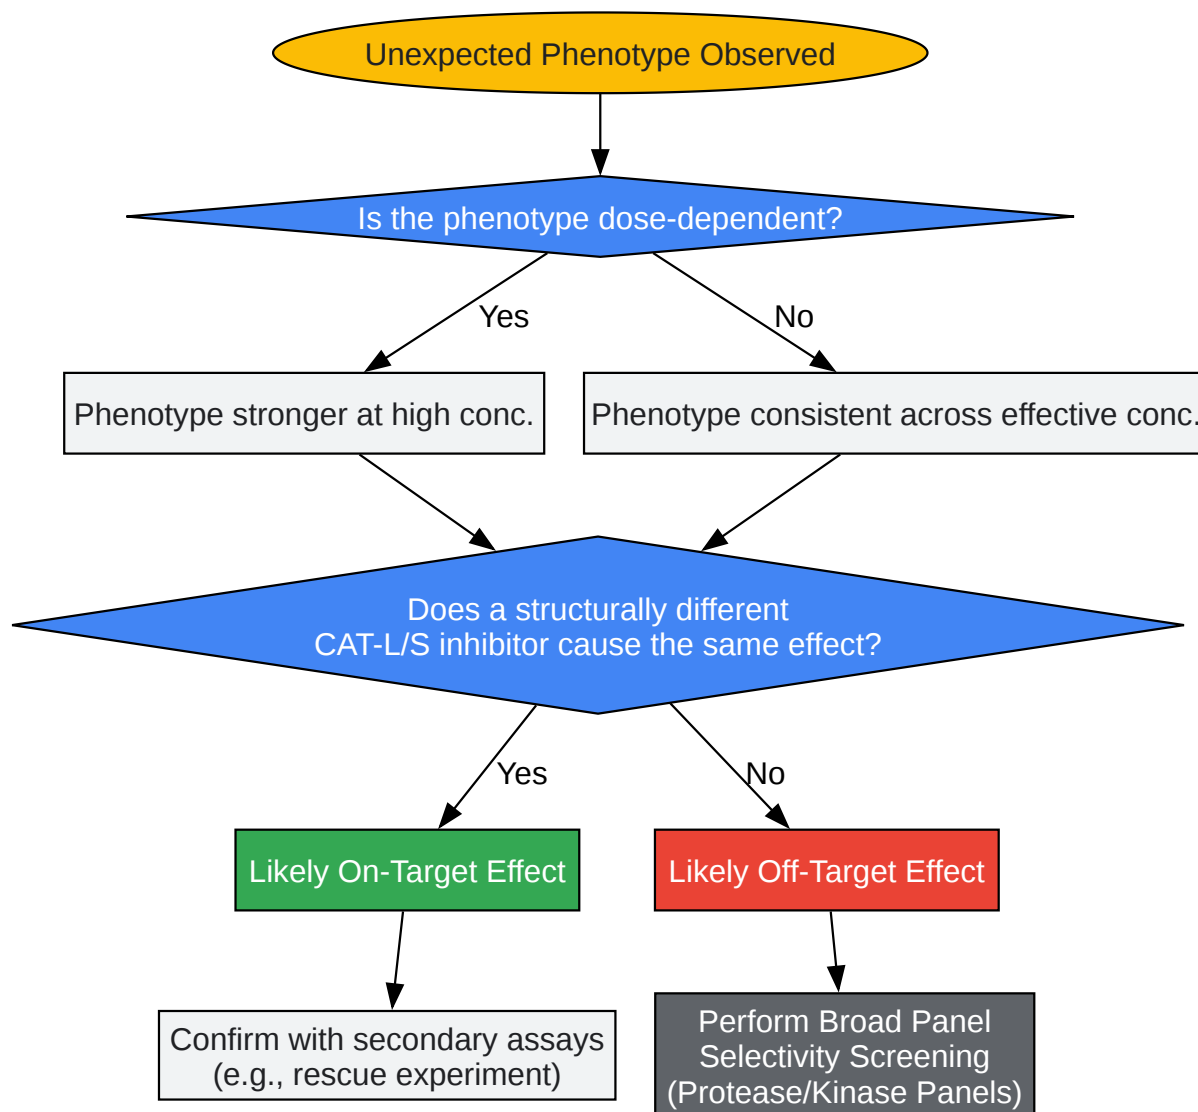 Unexpected Phenotype Observed
Is the phenotype dose-dependent?
Yes
No
Phenotype stronger at high conc.
Phenotype consistent across effective conc.
Does a structurally different
CAT-L/S inhibitor cause the same effect?
Yes
No
Likely On-Target Effect
Likely Off-Target Effect
Confirm with secondary assays
(e.g., rescue experiment)
Perform Broad Panel
Selectivity Screening
(Protease/Kinase Panels)